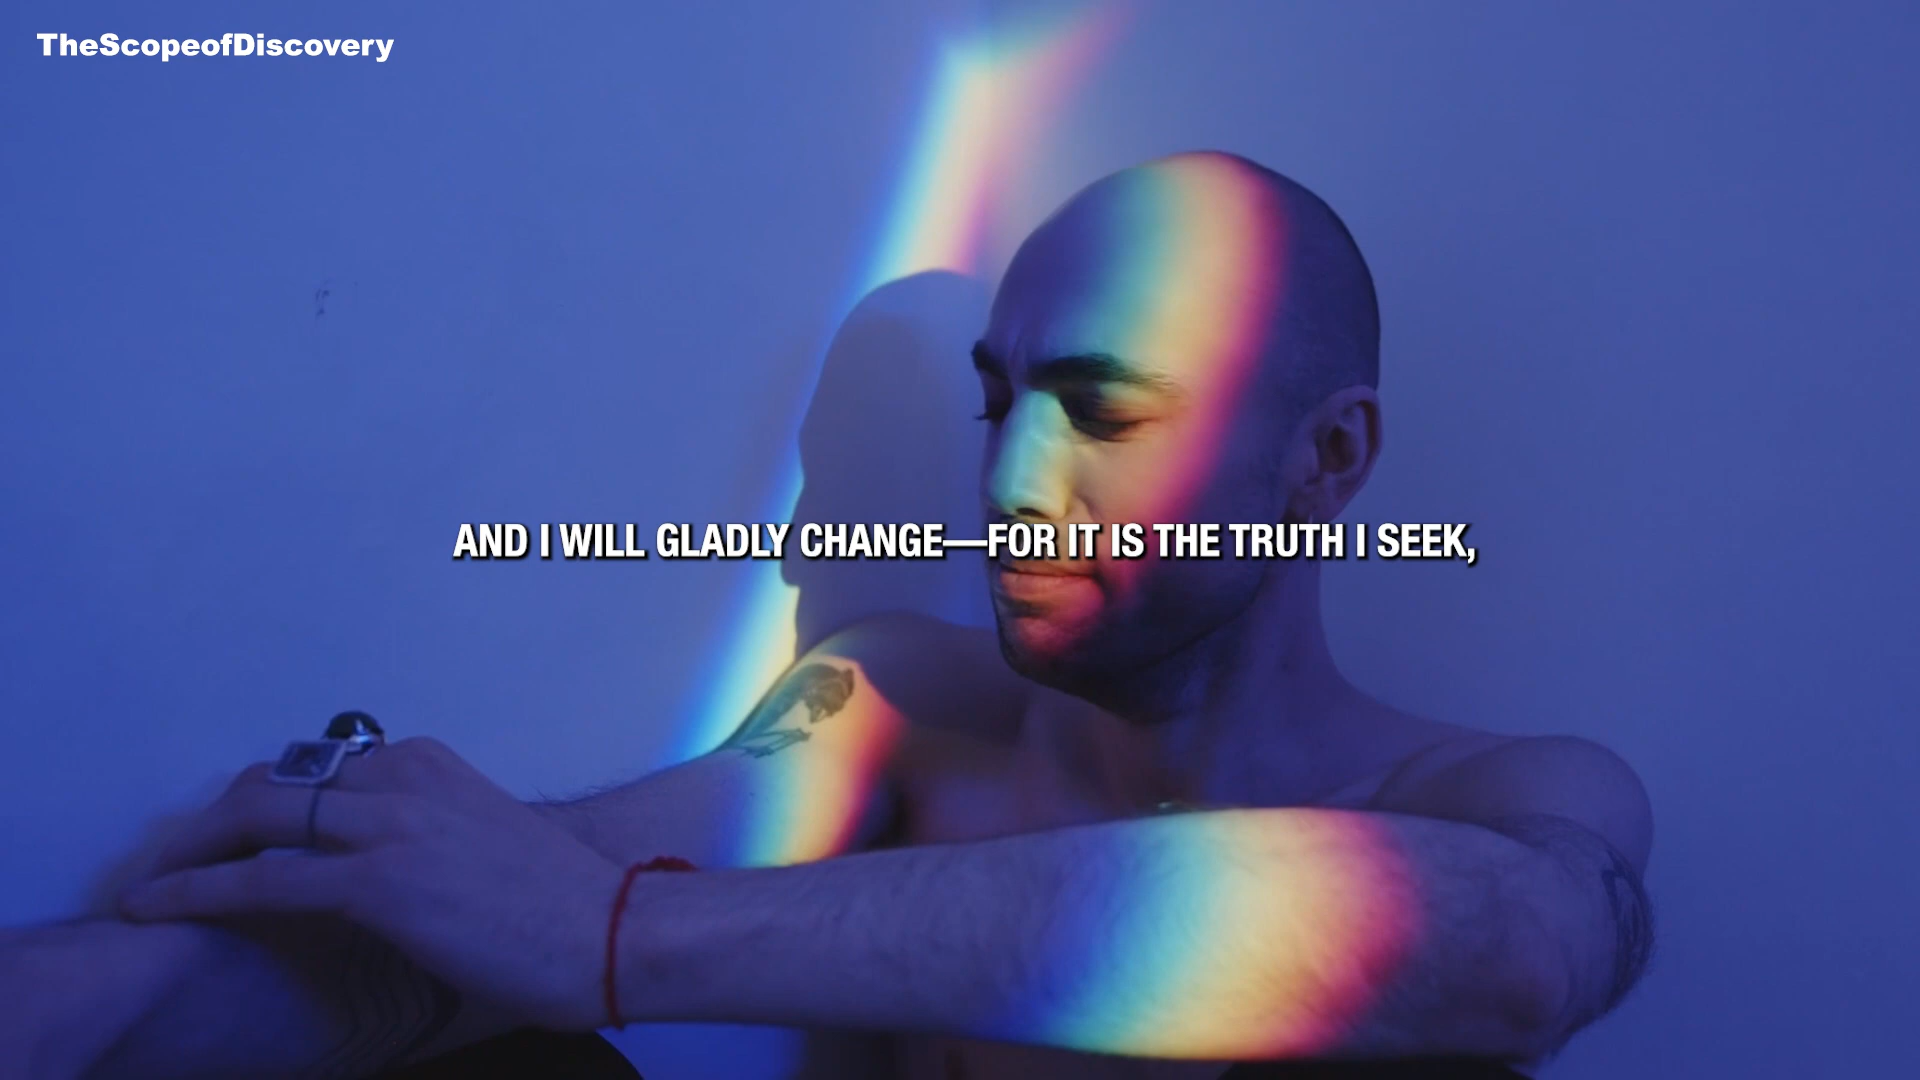 TheScopeofDiscovery
AND I WILL GLADLY CHANGE—FOR IT IS THE TRUTH I SEEK,